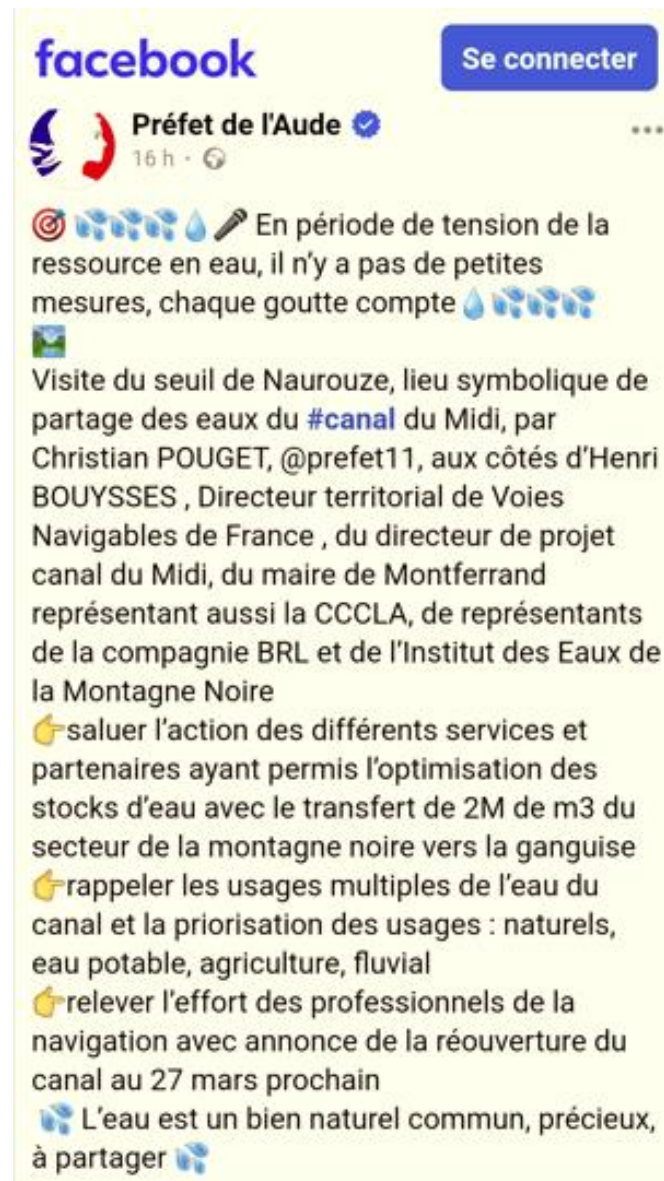 facebook
Se connecter
Préfet de l'Aude
16 h ·
🎯 💦💦💦💧🎤 En période de tension de la
ressource en eau, il n’y a pas de petites
mesures, chaque goutte compte💧💦💦💦
🏞️
Visite du seuil de Naurouze, lieu symbolique de
partage des eaux du #canal du Midi, par
Christian POUGET, @prefet11, aux côtés d’Henri
BOUYSSES , Directeur territorial de Voies
Navigables de France , du directeur de projet
canal du Midi, du maire de Montferrand
représentant aussi la CCCLA, de représentants
de la compagnie BRL et de l’Institut des Eaux de
la Montagne Noire
👉saluer l’action des différents services et
partenaires ayant permis l’optimisation des
stocks d’eau avec le transfert de 2M de m3 du
secteur de la montagne noire vers la ganguise
👉rappeler les usages multiples de l’eau du
canal et la priorisation des usages : naturels,
eau potable, agriculture, fluvial
👉relever l’effort des professionnels de la
navigation avec annonce de la réouverture du
canal au 27 mars prochain
💦 L’eau est un bien naturel commun, précieux,
à partager 💦